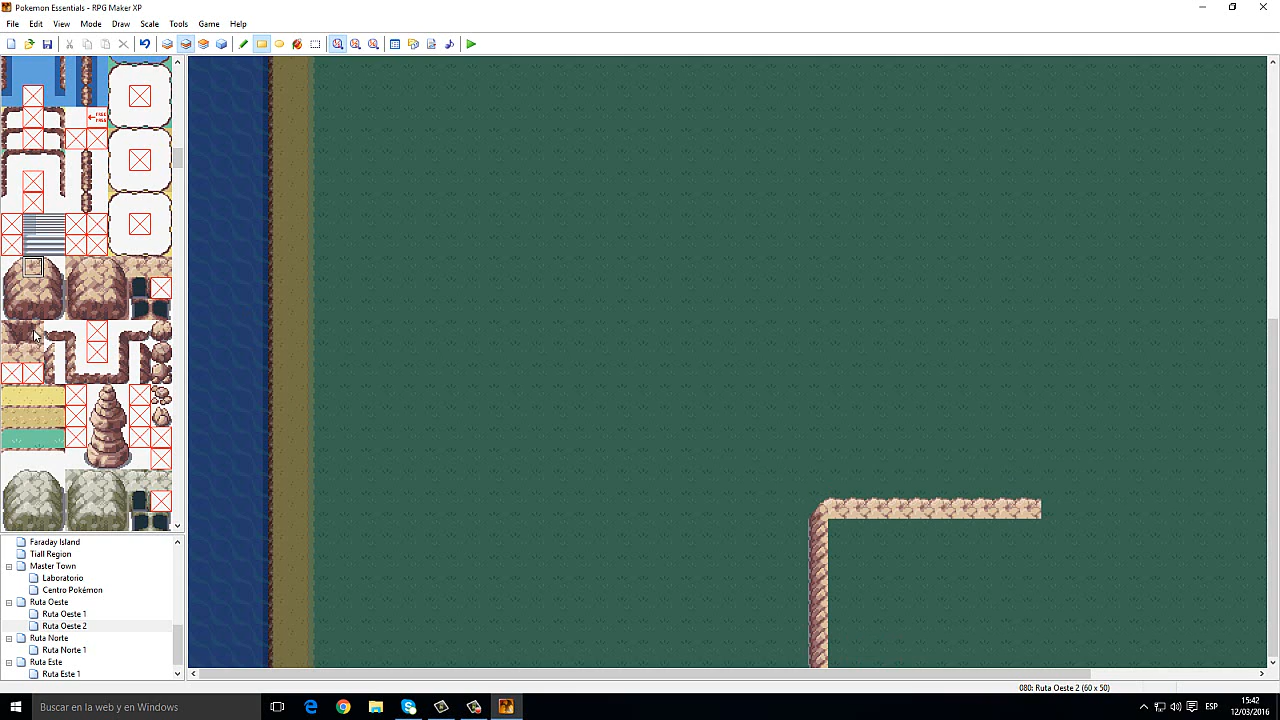 Pokemon Essentials - RPG Maker XP
File Edit View Mode Draw Scale Tools Game Help
Faraday Island
Tiall Region
Master Town
Laboratorio
Centro Pokémon
Ruta Oeste
Ruta Oeste 1
Ruta Oeste 2
Ruta Norte
Ruta Norte 1
Ruta Este
Ruta Este 1
080: Ruta Oeste 2 (60 x 50)
Buscar en la web y en Windows
ESP
15:42
12/03/2016